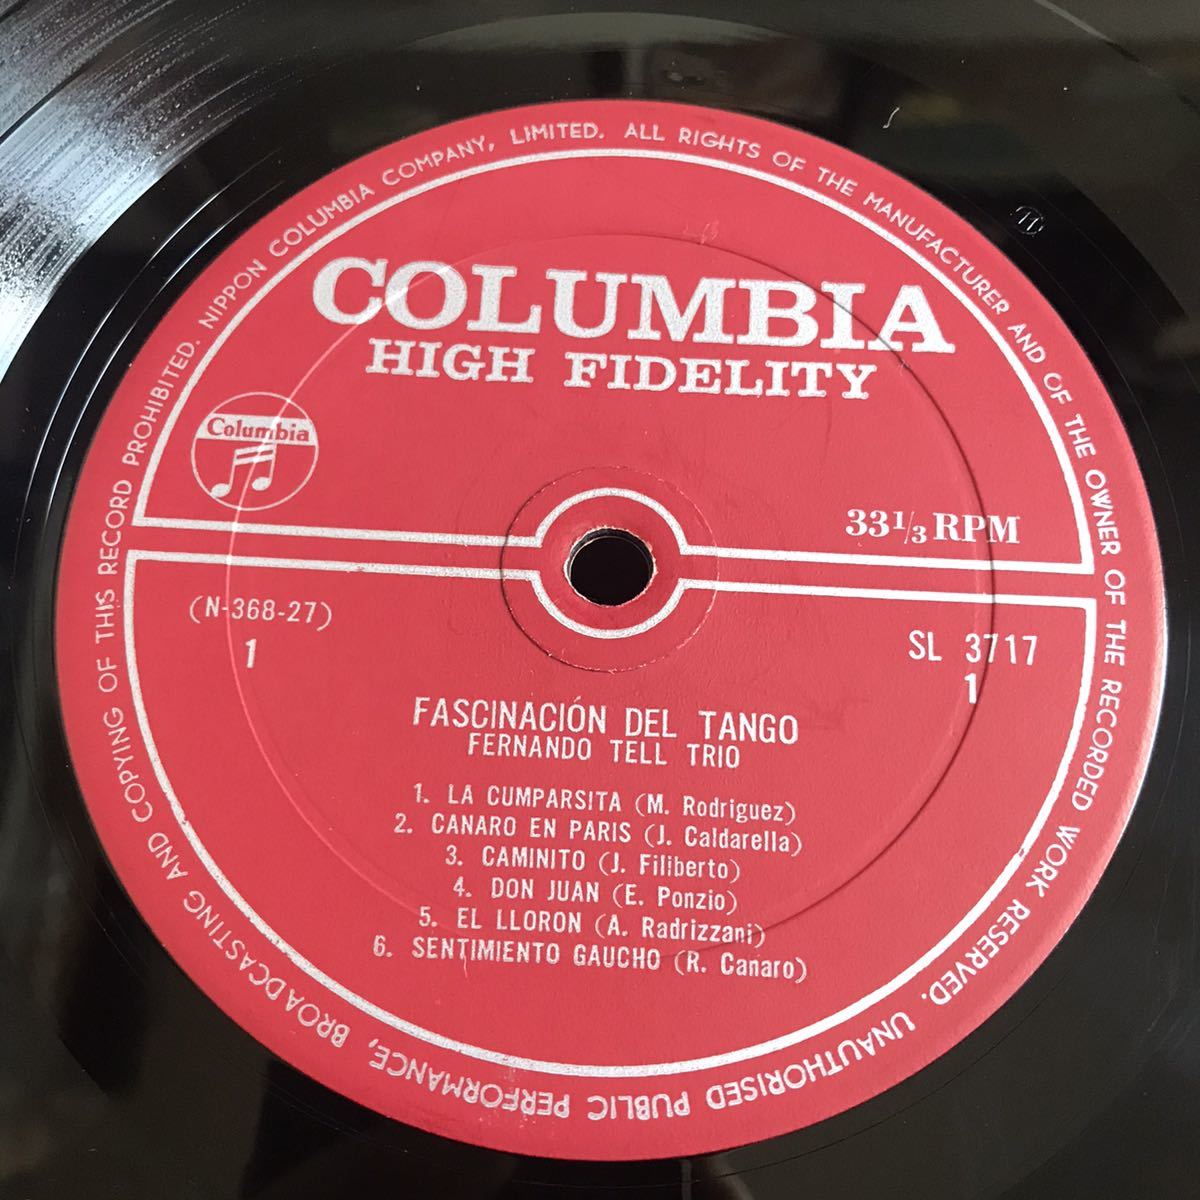 NIPPON COLUMBIA COMPANY, LIMITED. ALL RIGHTS OF THE MANUFACTURER AND OF THE OWNER OF THE RECORDED WORK RESERVED. UNAUTHORISED PUBLIC PERFORMANCE, BROADCASTING AND COPYING OF THIS RECORD PROHIBITED.
COLUMBIA
HIGH FIDELITY
Columbia
33 1/3 RPM
(N-368-27)
1
SL 3717
1
FASCINACIÓN DEL TANGO
FERNANDO TELL TRIO
1. LA CUMPARSITA (M. Rodriguez)
2. CANARO EN PARIS (J. Caldarella)
3. CAMINITO (J. Filiberto)
4. DON JUAN (E. Ponzio)
5. EL LLORON (A. Radrizzani)
6. SENTIMIENTO GAUCHO (R. Canaro)